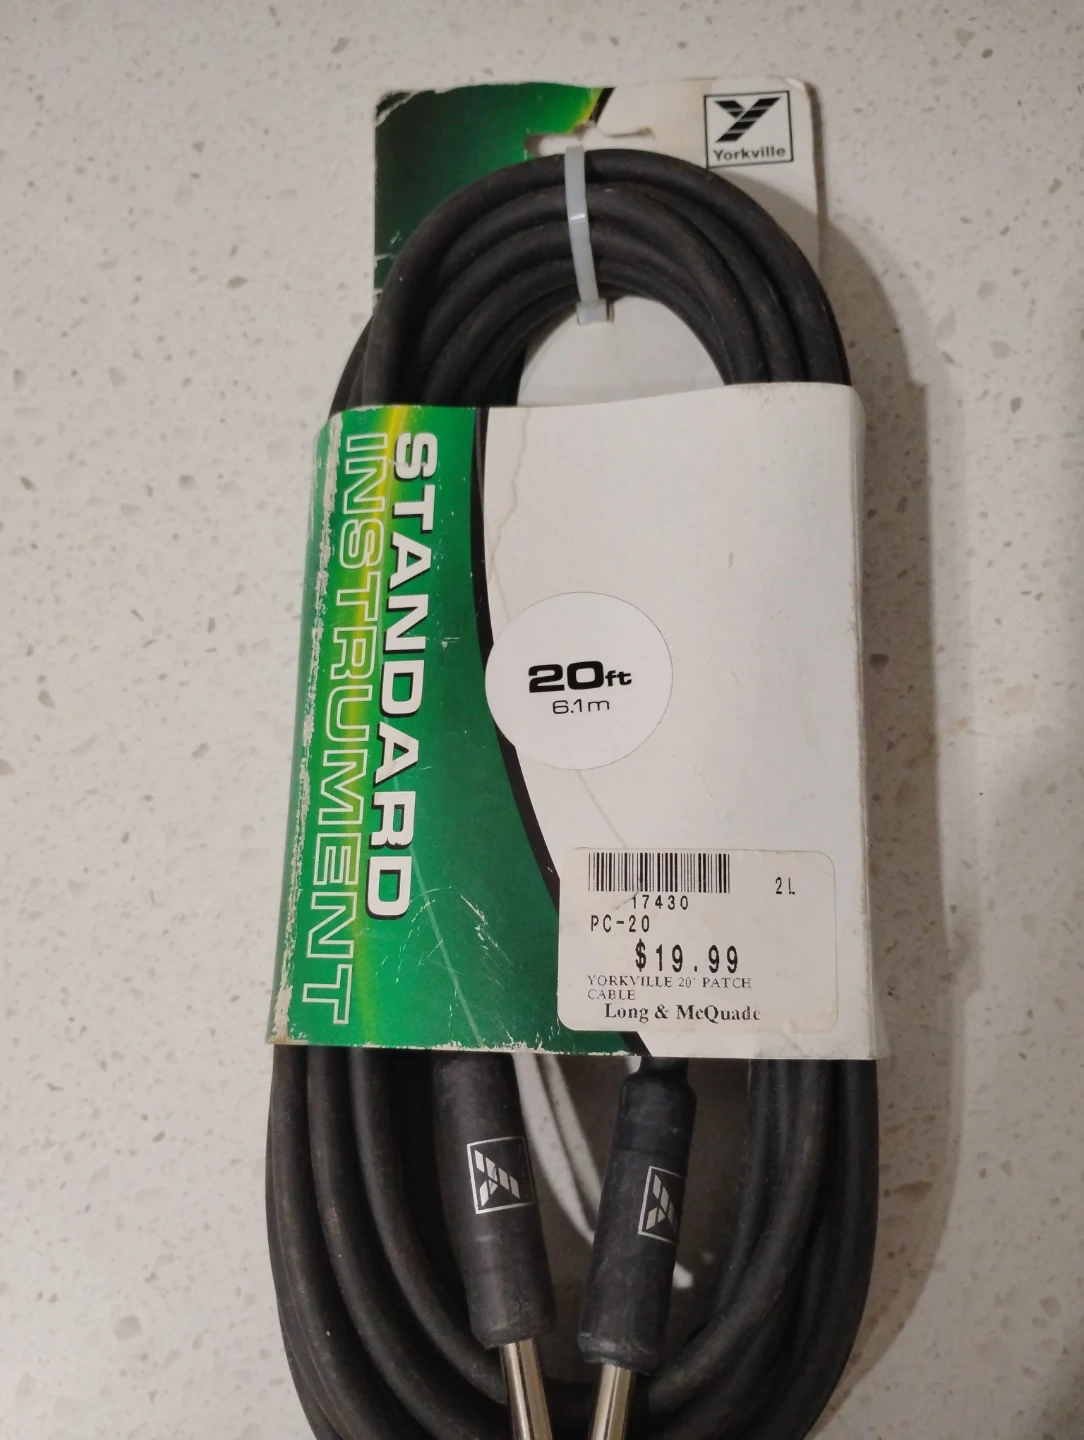 Yorkville
STANDARD
INSTRUMENT
20ft
6.1m
2L
17430
PC-20
$19.99
YORKVILLE 20' PATCH
CABLE
Long & McQuade